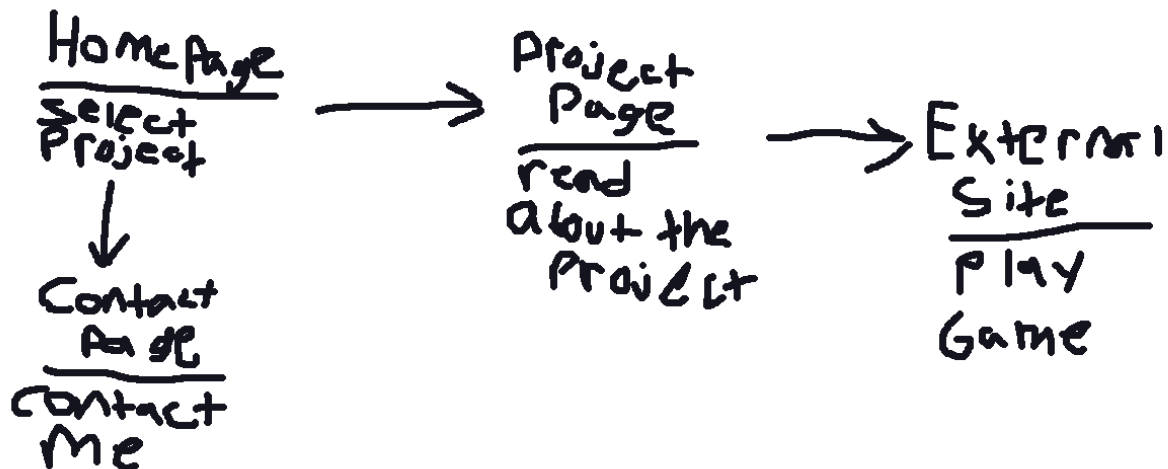 Home Page
Select
Project
Contact
Page
Contact
Me
Project
Page
read
about the
Project
External
Site
Play
Game